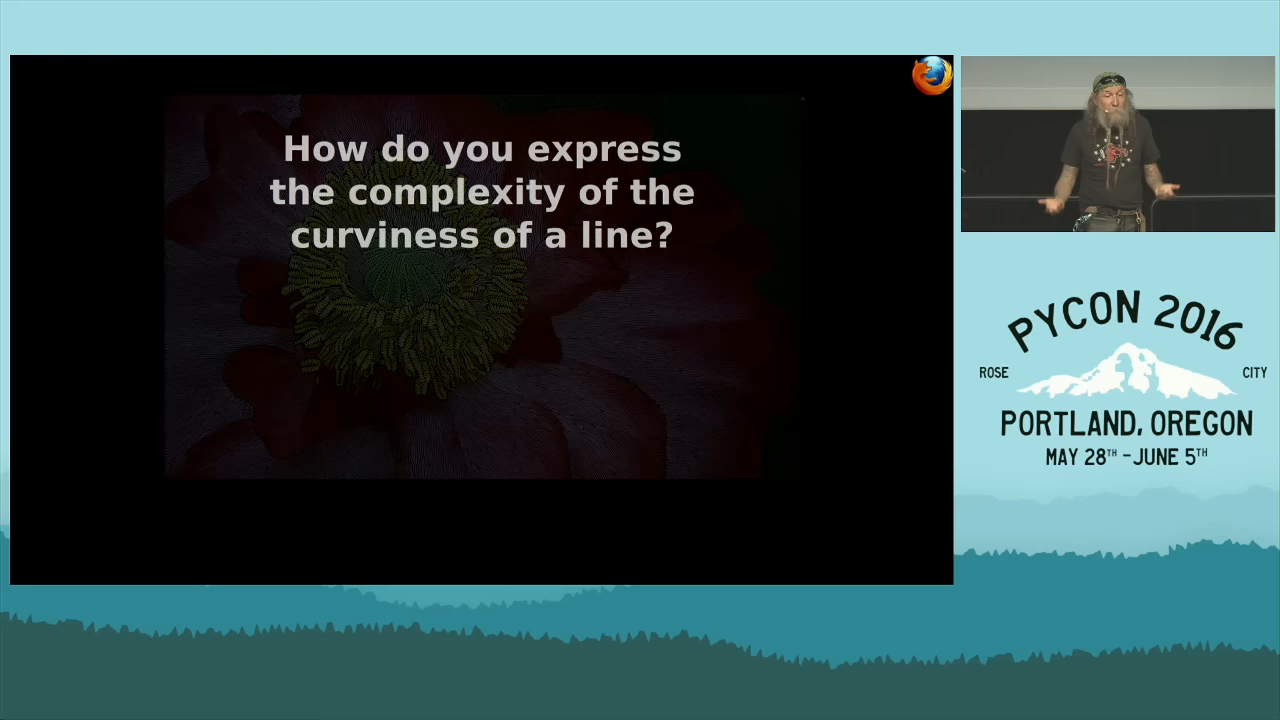 How do you express
the complexity of the
curviness of a line?
PYCON 2016
ROSE CITY
PORTLAND, OREGON
MAY 28TH - JUNE 5TH